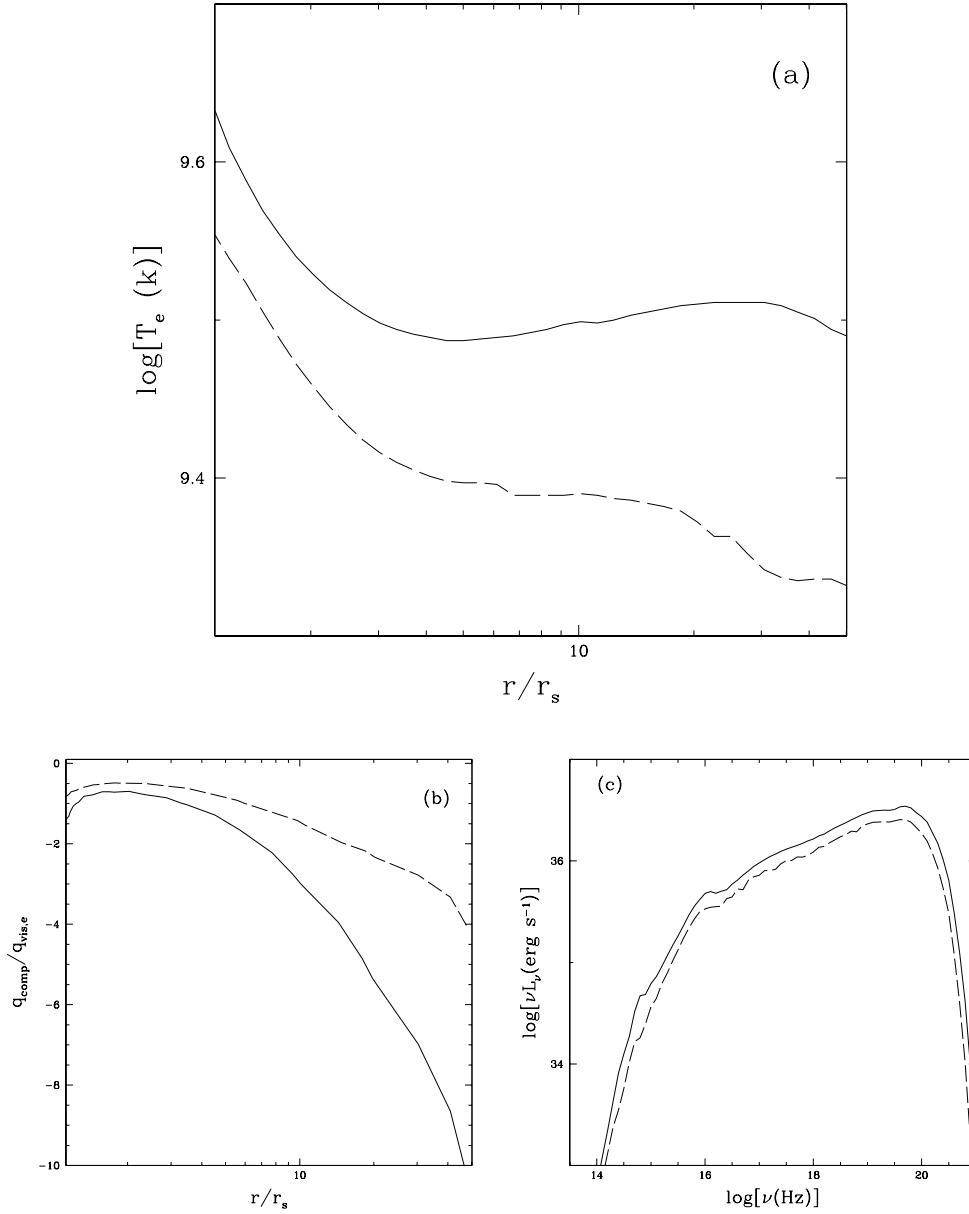 (a)
9.6
9.4
log[T_e (k)]
10
r/r_s
(b)
0
-2
-4
-6
-8
-10
q_comp/q_vis,e
10
r/r_s
(c)
36
34
log[νL_ν(erg s⁻¹)]
14
16
18
20
log[ν(Hz)]